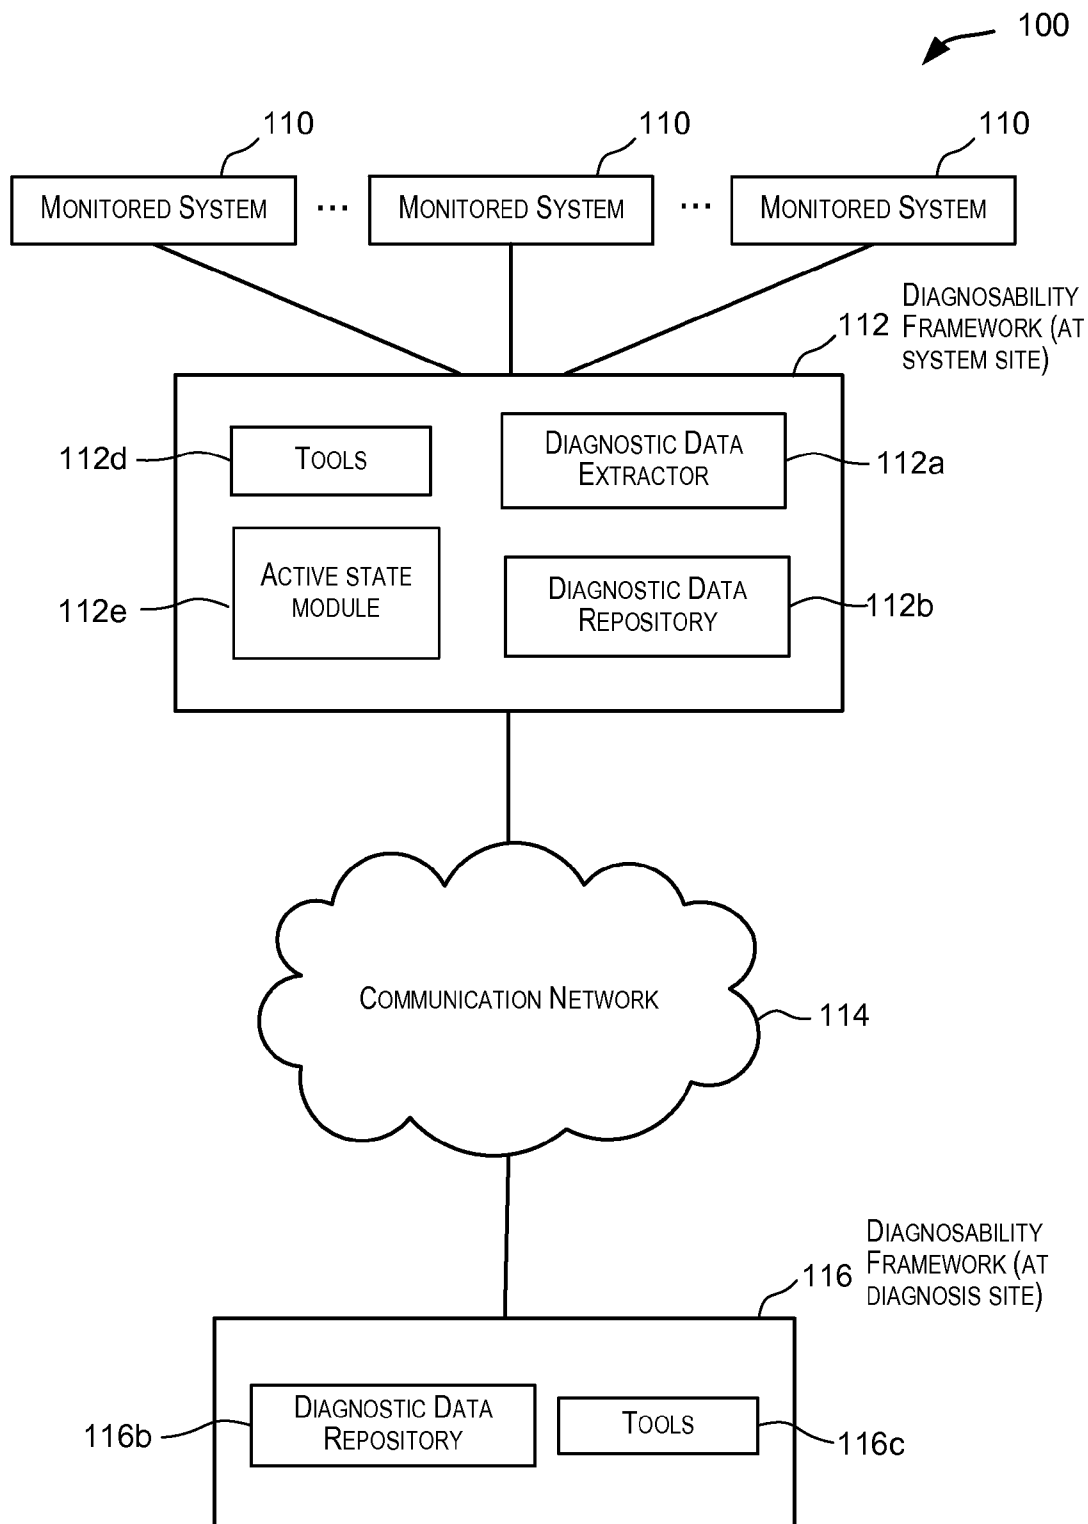 100
110
110
110
MONITORED SYSTEM
...
MONITORED SYSTEM
...
MONITORED SYSTEM
112
DIAGNOSABILITY
FRAMEWORK (AT
SYSTEM SITE)
112d
TOOLS
DIAGNOSTIC DATA
EXTRACTOR
112a
112e
ACTIVE STATE
MODULE
DIAGNOSTIC DATA
REPOSITORY
112b
COMMUNICATION NETWORK
114
116
DIAGNOSABILITY
FRAMEWORK (AT
DIAGNOSIS SITE)
116b
DIAGNOSTIC DATA
REPOSITORY
TOOLS
116c